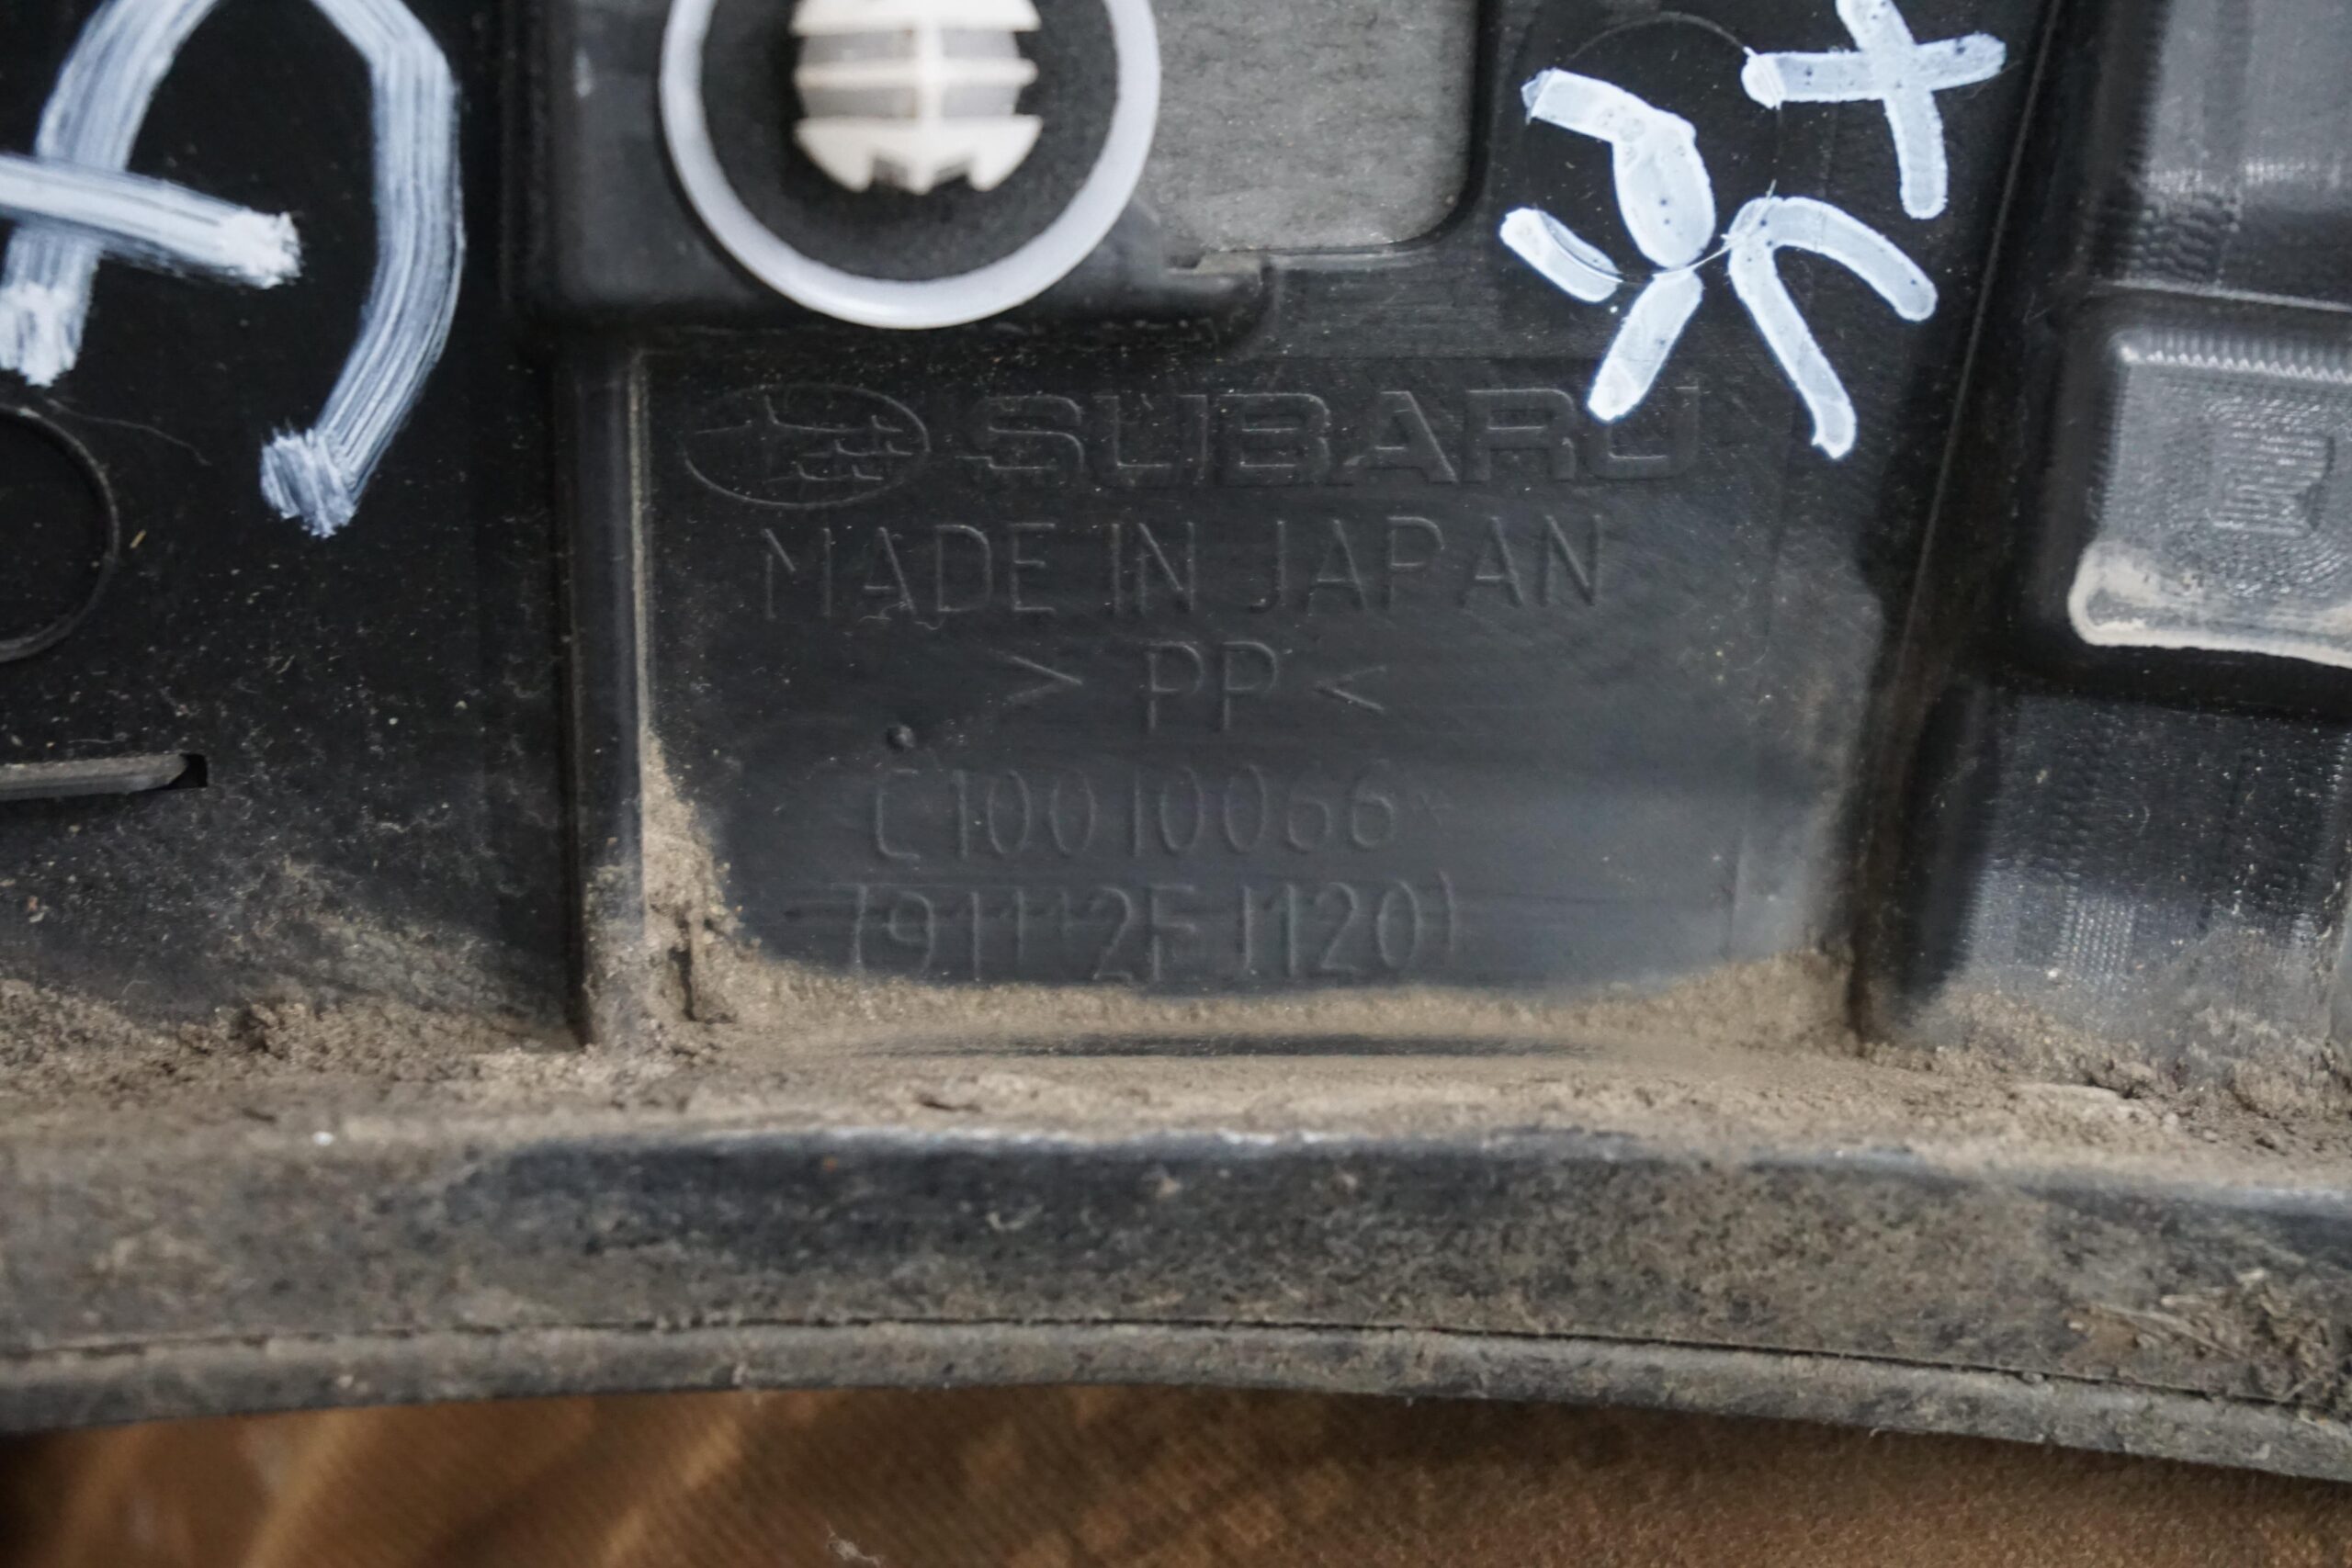 SUBARU
MADE IN JAPAN
> PP <
C10010066
(91112FJ120)